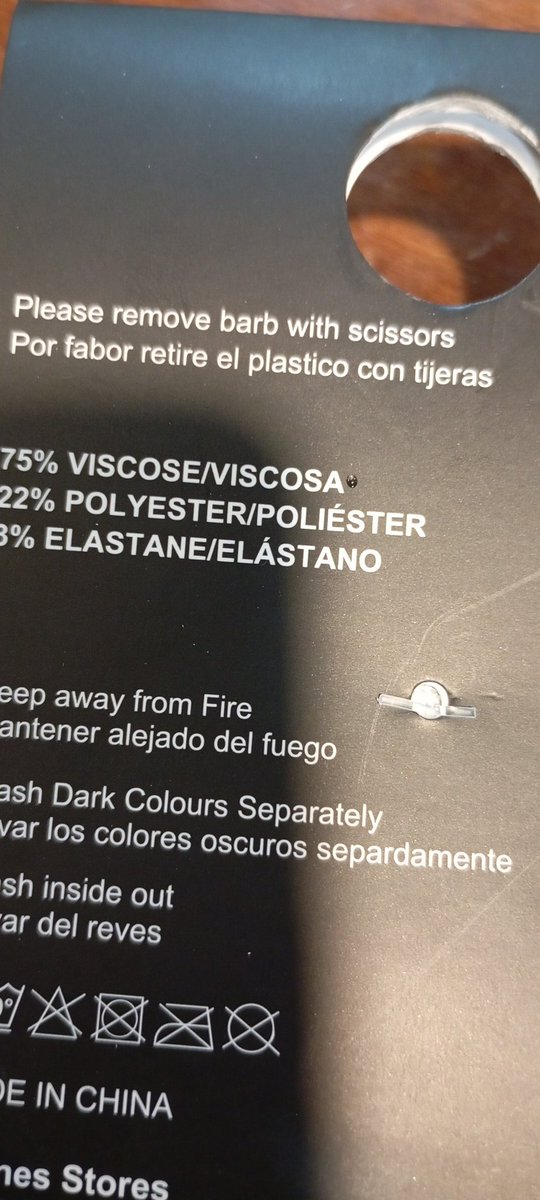 Please remove barb with scissors
Por fabor retire el plastico con tijeras
75% VISCOSE/VISCOSA
22% POLYESTER/POLIÉSTER
3% ELASTANE/ELÁSTANO
eep away from Fire
antener alejado del fuego
ash Dark Colours Separately
var los colores oscuros separdamente
sh inside out
ar del reves
DE IN CHINA
nes Stores